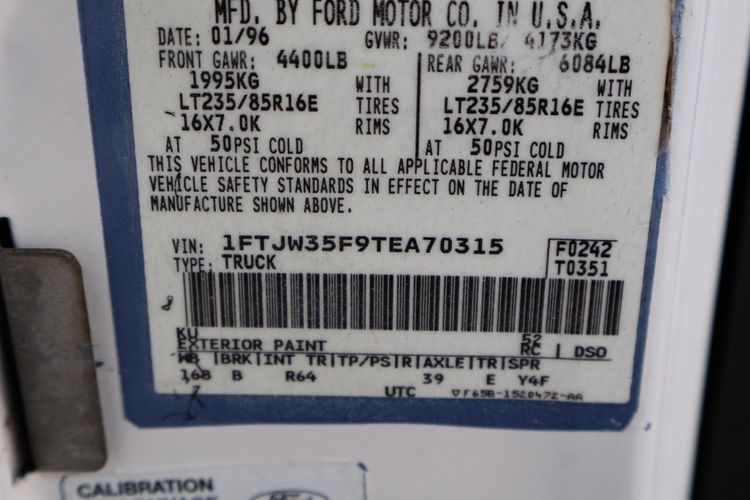 MFD. BY FORD MOTOR CO. IN U.S.A.
DATE: 01/96 GVWR: 9200LB/ 4173KG
FRONT GAWR: 4400LB REAR GAWR: 6084LB
1995KG WITH 2759KG WITH
LT235/85R16E TIRES LT235/85R16E TIRES
16X7.0K RIMS 16X7.0K RIMS
AT 50PSI COLD AT 50PSI COLD
THIS VEHICLE CONFORMS TO ALL APPLICABLE FEDERAL MOTOR
VEHICLE SAFETY STANDARDS IN EFFECT ON THE DATE OF
MANUFACTURE SHOWN ABOVE.
VIN: 1FTJW35F9TEA70315 F0242
TYPE: TRUCK T0351
8
KU 52
EXTERIOR PAINT RC | DSO
WB |BRK|INT TR|TP/PS|R|AXLE|TR|SPR
168 B R64 39 E Y4F
UTC ▽F65B-1520472-AA
CALIBRATION